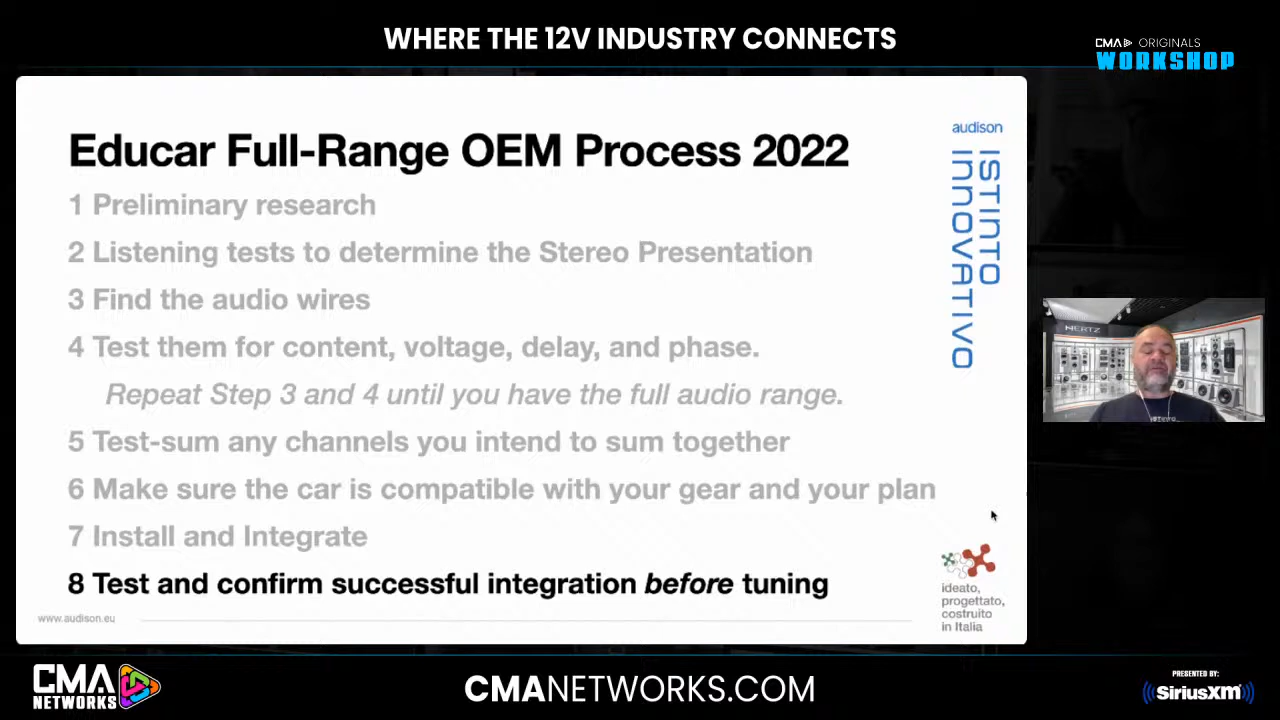 WHERE THE 12V INDUSTRY CONNECTS
CMA ORIGINALS
WORKSHOP
Educar Full-Range OEM Process 2022
1 Preliminary research
2 Listening tests to determine the Stereo Presentation
3 Find the audio wires
4 Test them for content, voltage, delay, and phase.
Repeat Step 3 and 4 until you have the full audio range.
5 Test-sum any channels you intend to sum together
6 Make sure the car is compatible with your gear and your plan
7 Install and Integrate
8 Test and confirm successful integration before tuning
www.audison.eu
audison
ISTINTO
INNOVATIVO
ideato,
progettato,
costruito
in Italia
HERTZ
CMA
NETWORKS
CMANETWORKS.COM
PRESENTED BY:
SiriusXM